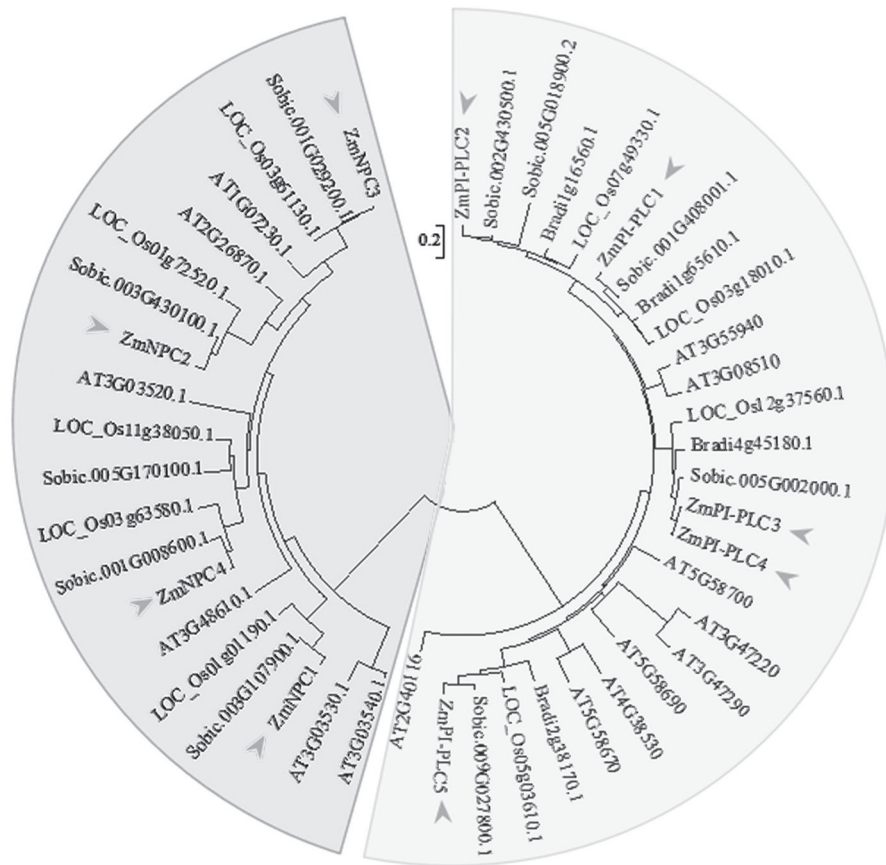 ZmNPC3
Sobic.001G029200.1
LOC_Os03g61130.1
AT1G07230.1
AT2G26870.1
LOC_Os01g72520.1
Sobic.003G430100.1
ZmNPC2
AT3G03520.1
LOC_Os11g38050.1
Sobic.005G170100.1
LOC_Os03g63580.1
Sobic.001G008600.1
ZmNPC4
AT3G48610.1
LOC_Os01g01190.1
Sobic.003G107900.1
ZmNPC1
AT3G03530.1
AT3G03540.1
0.2
ZmPI-PLC2
Sobic.002G430500.1
Sobic.005G018900.2
Bradi1g16560.1
LOC_Os07g49330.1
ZmPI-PLC1
Sobic.001G408001.1
Bradi1g65610.1
LOC_Os03g18010.1
AT3G55940
AT3G08510
LOC_Os12g37560.1
Bradi4g45180.1
Sobic.005G002000.1
ZmPI-PLC3
ZmPI-PLC4
AT5G58700
AT3G47220
AT3G47290
AT5G58690
AT4G38530
AT5G58670
Bradi2g38170.1
LOC_Os05g03610.1
Sobic.009G027800.1
ZmPI-PLC5
AT2G40116